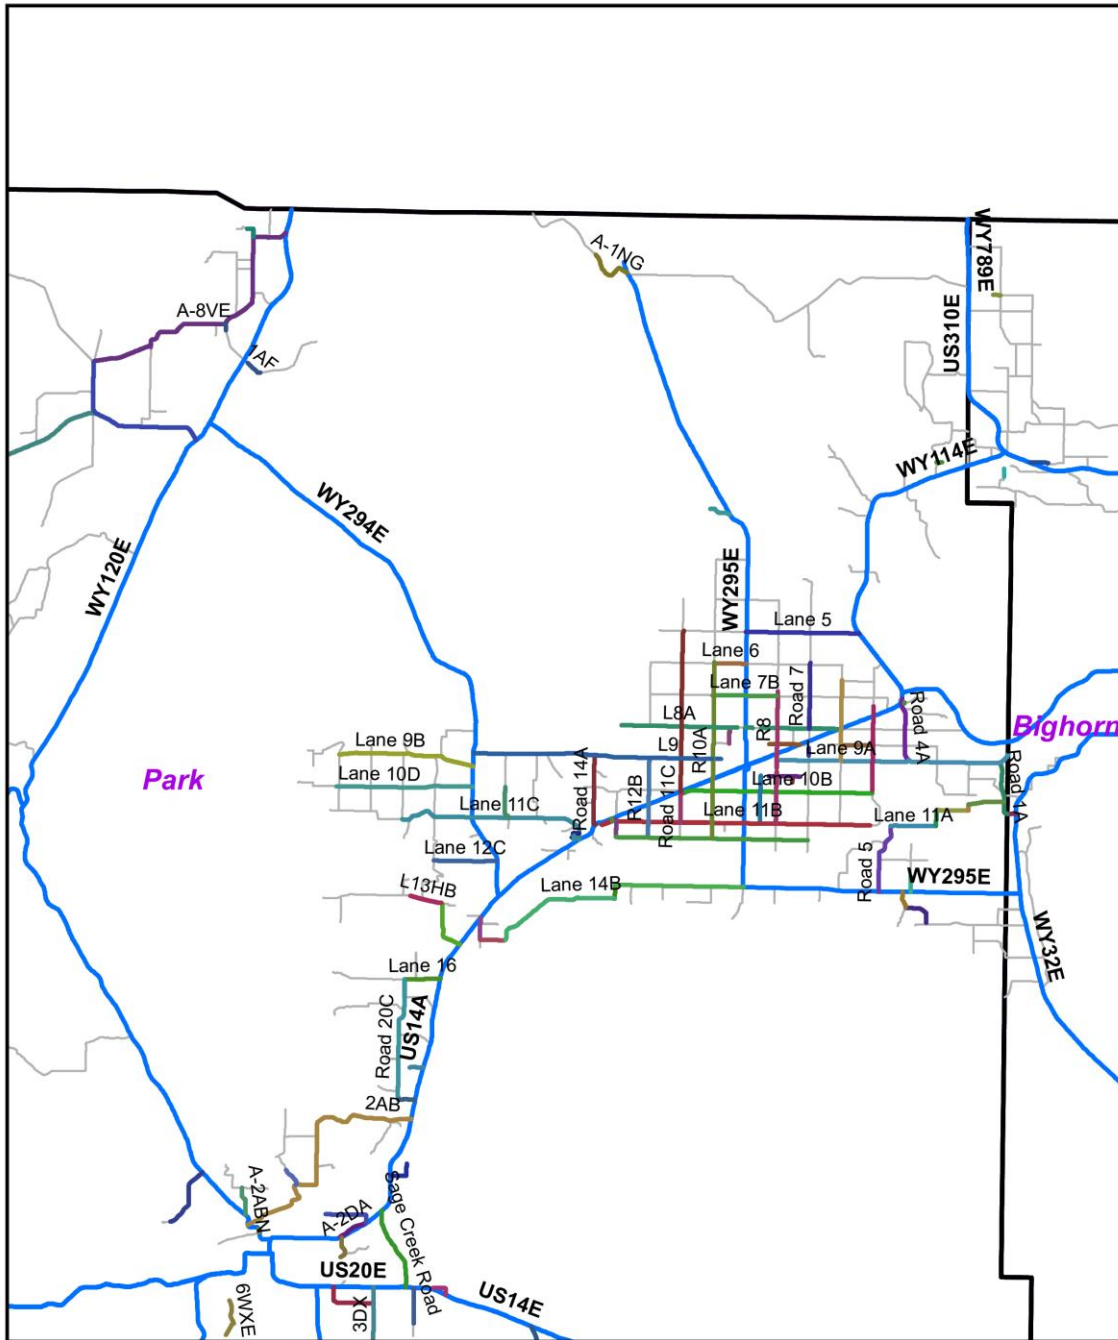 WY789E
A-1NG
A-8VE
US310E
1AF
WY114E
WY294E
WY120E
WY295E
Lane 5
Lane 6
Lane 7B
Road 7
L8A
R8
Road 4A
Bighorn
Lane 9B
L9
R10A
Lane 9A
Park
Lane 10D
Road 14A
R12B
Road 11C
Lane 10B
Road 1A
Lane 11C
Lane 11B
Lane 11A
Lane 12C
Road 5
WY295E
L13HB
Lane 14B
WY32E
Lane 16
Road 20C
US14A
2AB
A-2ABN
A-2DA
Sage Creek Road
US20E
6WXE
3DX
US14E